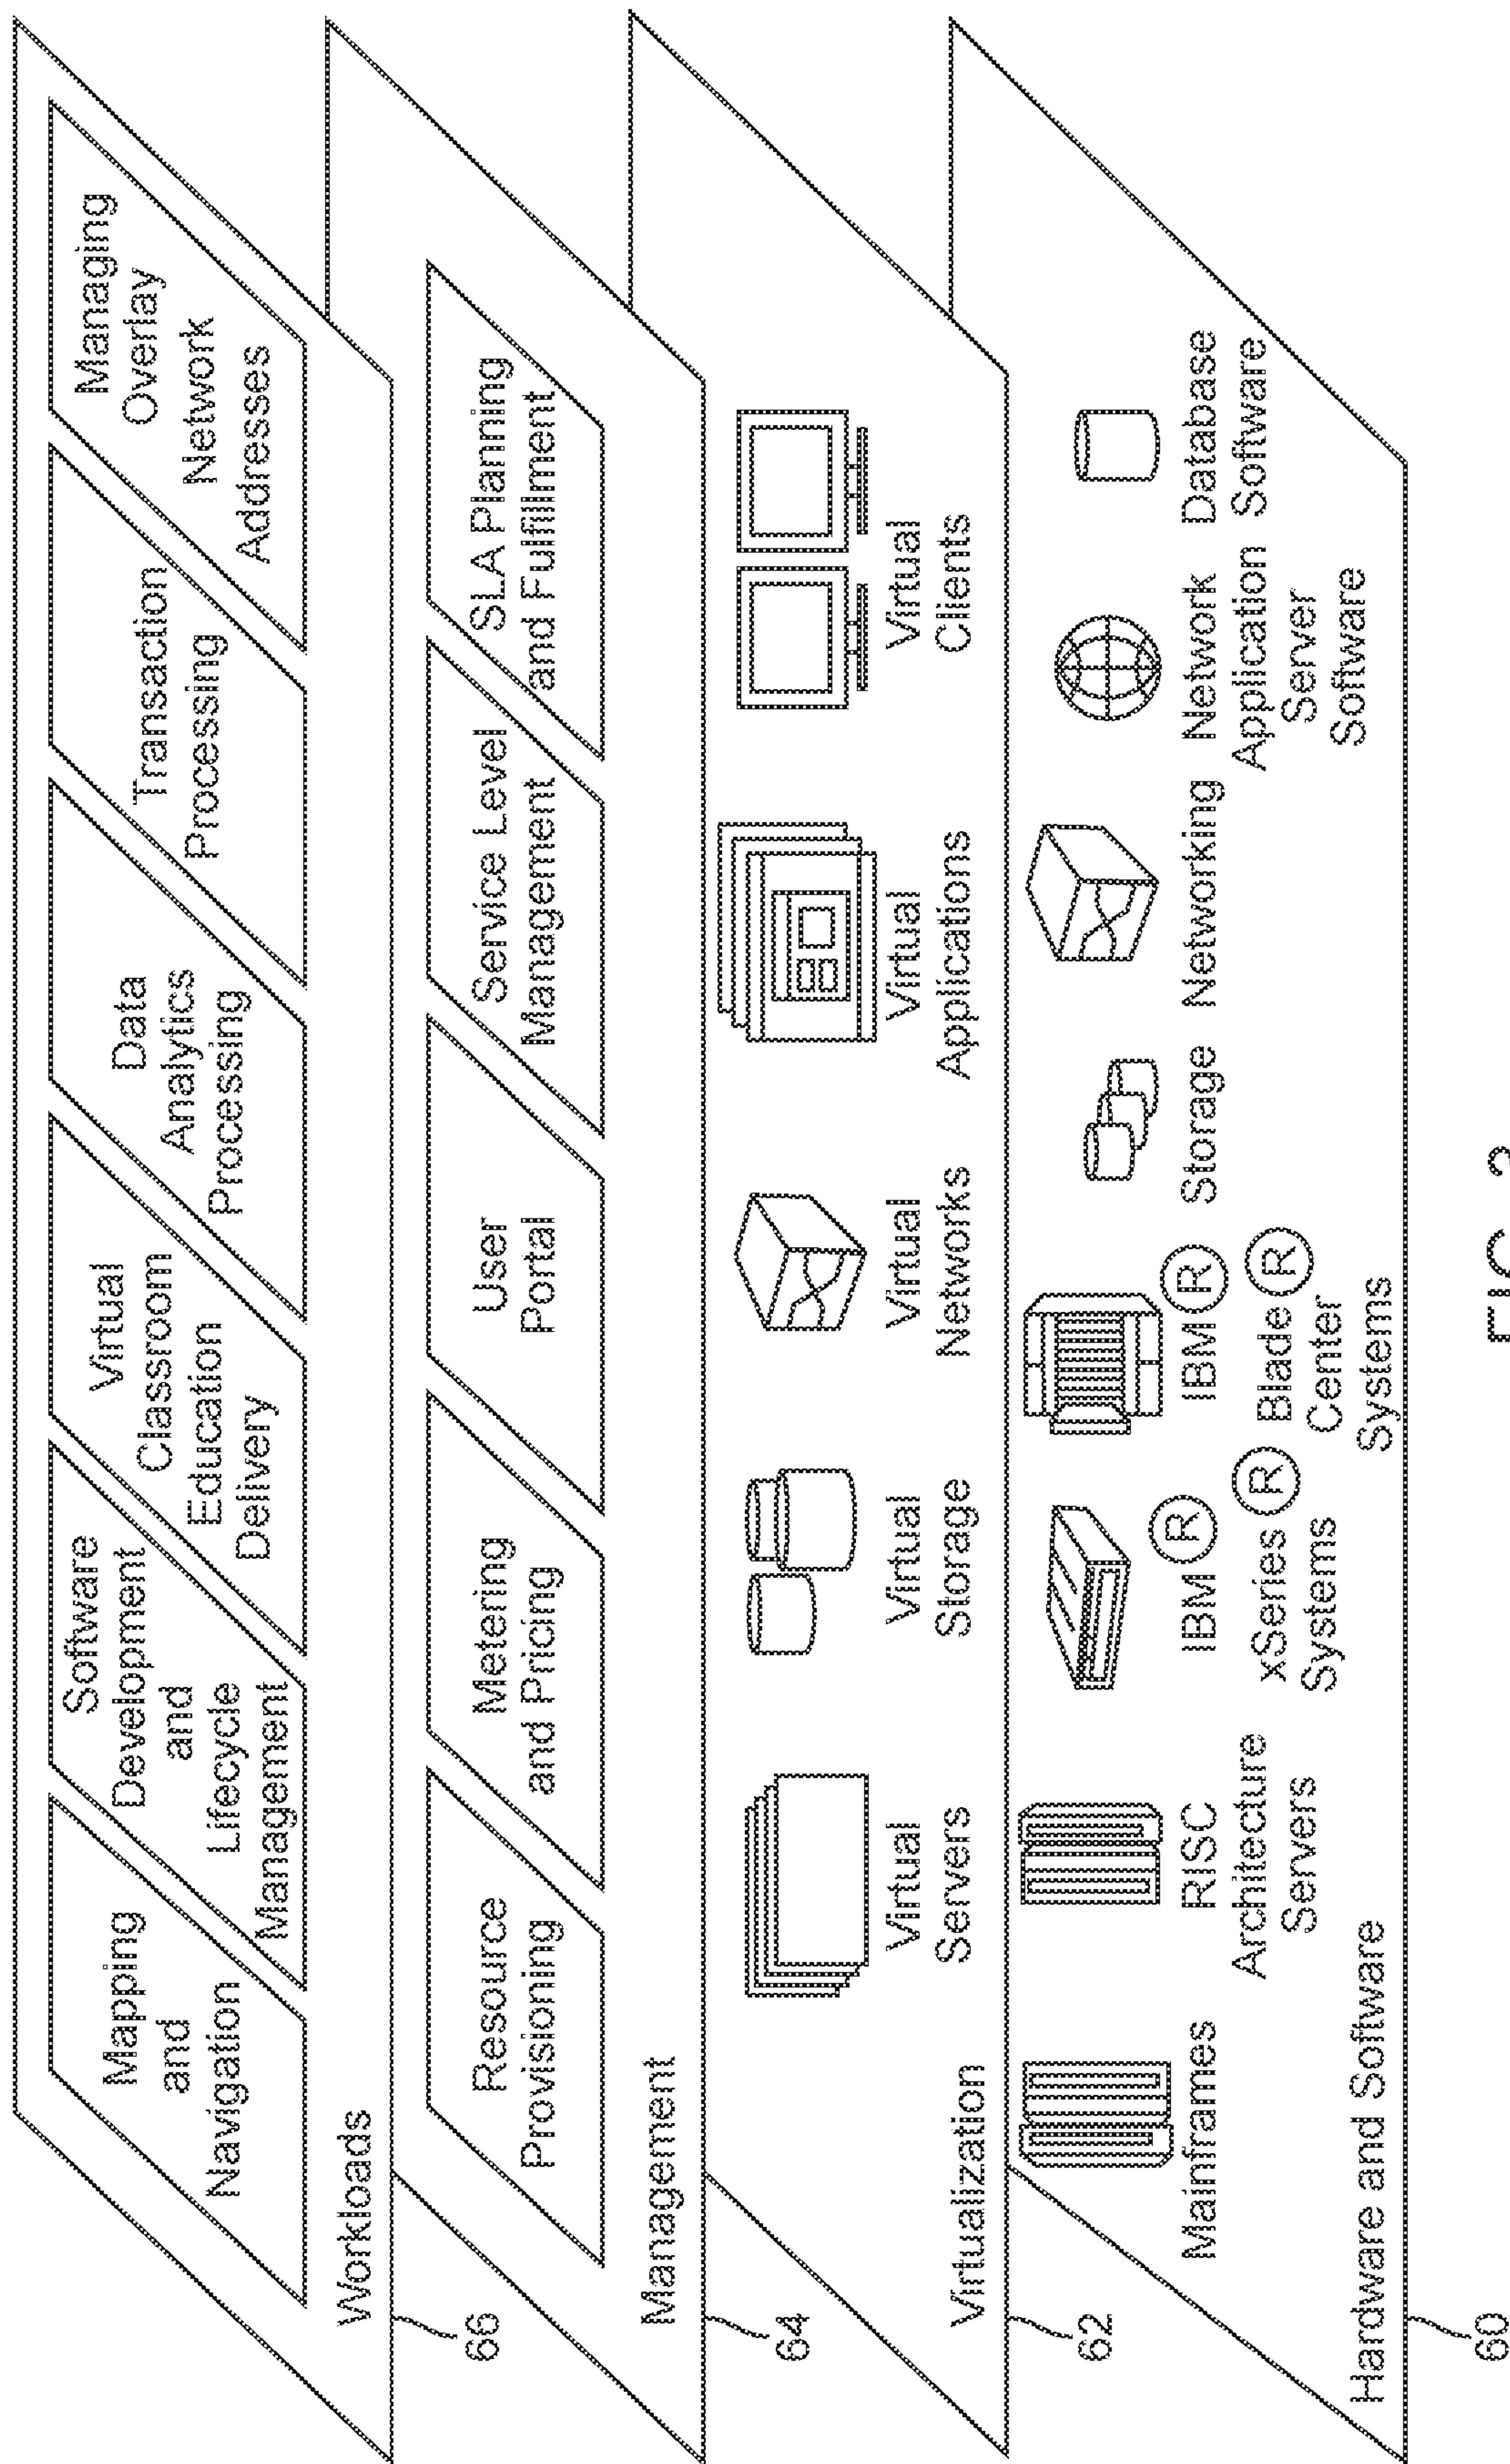 Mapping
and
Navigation
Software
Development
and
Lifecycle
Management
Virtual
Classroom
Education
Delivery
Data
Analytics
Processing
Transaction
Processing
Managing
Overlay
Network
Addresses
Workloads
66
Resource
Provisioning
Metering
and Pricing
User
Portal
Service Level
Management
SLA Planning
and Fulfillment
Management
64
Virtual
Servers
Virtual
Storage
Virtual
Networks
Virtual
Applications
Virtual
Clients
Virtualization
62
Mainframes
RISC
Architecture
Servers
IBM ®
xSeries ®
Systems
IBM ®
Blade ®
Center
Systems
Storage
Networking
Network
Application
Server
Software
Database
Software
Hardware and Software
60